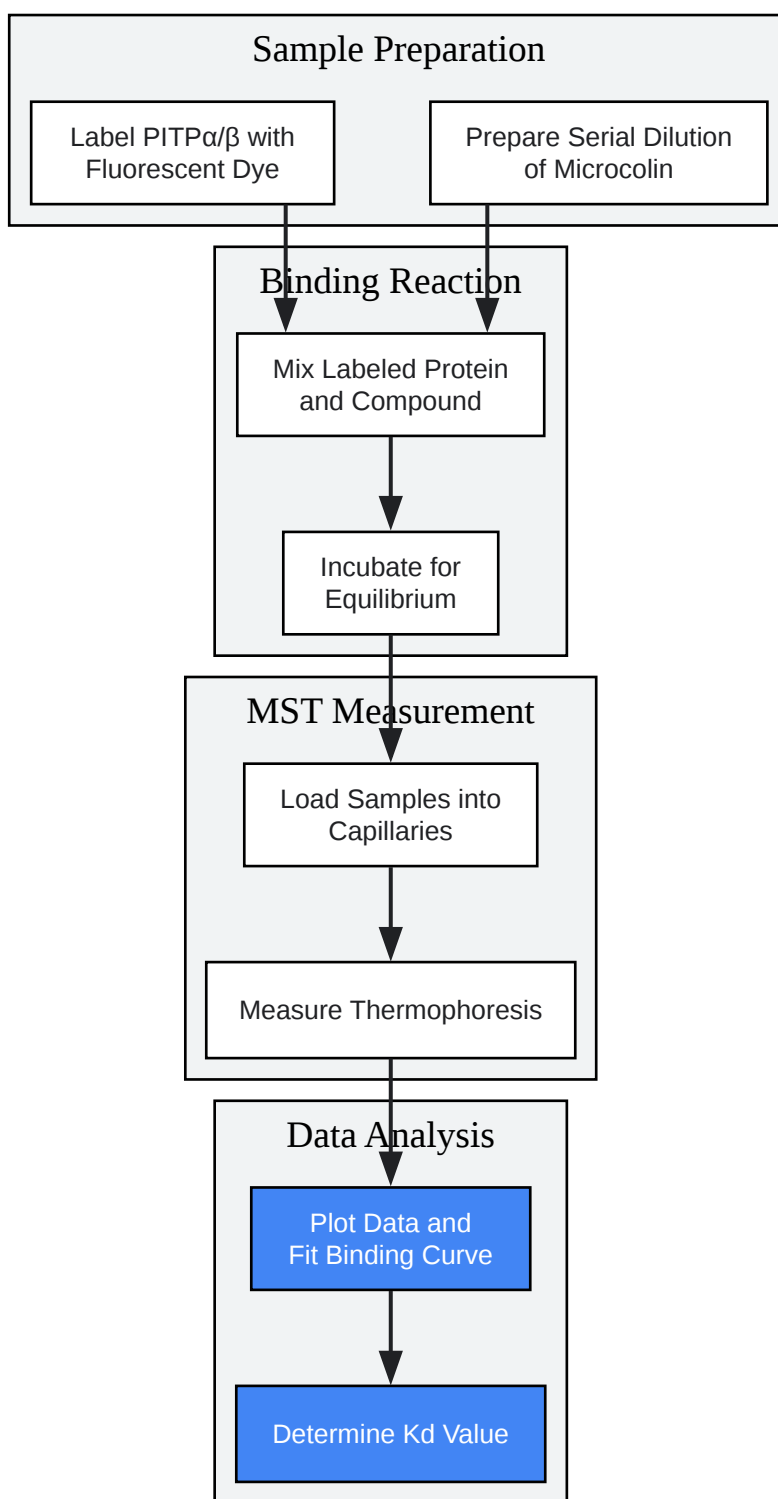 Sample Preparation
Label PITPα/β with
Fluorescent Dye
Prepare Serial Dilution
of Microcolin
Binding Reaction
Mix Labeled Protein
and Compound
Incubate for
Equilibrium
MST Measurement
Load Samples into
Capillaries
Measure Thermophoresis
Data Analysis
Plot Data and
Fit Binding Curve
Determine Kd Value